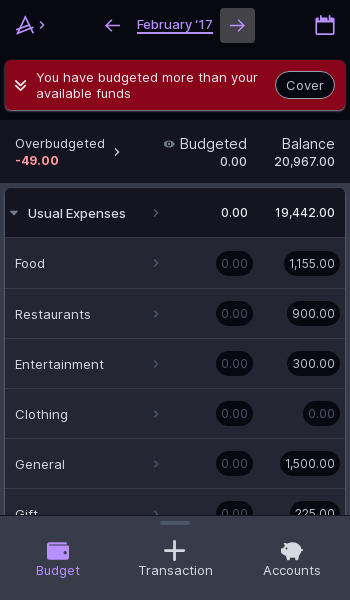 February ‘17
You have budgeted more than your
available funds
Cover
Overbudgeted
-49.00
Budgeted
0.00
Balance
20,967.00
Usual Expenses 0.00 19,442.00
Food 0.00 1,155.00
Restaurants 0.00 900.00
Entertainment 0.00 300.00
Clothing 0.00 0.00
General 0.00 1,500.00
Gift 0.00 225.00
Budget Transaction Accounts